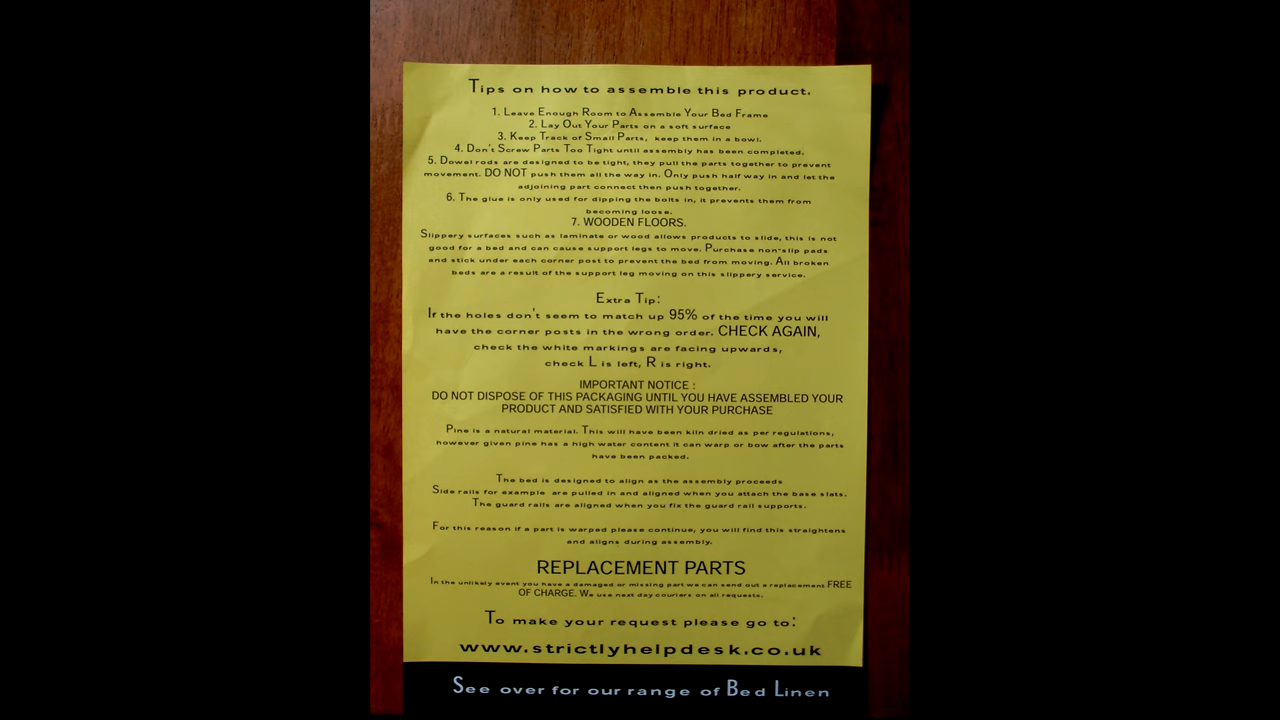 Tips on how to assemble this product.
1. Leave Enough Room to Assemble Your Bed Frame
2. Lay Out Your Parts on a soft surface
3. Keep Track of Small Parts, keep them in a bowl.
4. Don't Screw Parts Too Tight until assembly has been completed.
5. Dowel rods are designed to be tight, they pull the parts together to prevent
movement. DO NOT push them all the way in. Only push half way in and let the
adjoining part connect then push together.
6. The glue is only used for dipping the bolts in, it prevents them from
becoming loose.
7. WOODEN FLOORS.
Slippery surfaces such as laminate or wood allows products to slide, this is not
good for a bed and can cause support legs to move. Purchase non-slip pads
and stick under each corner post to prevent the bed from moving. All broken
beds are a result of the support leg moving on this slippery service.
Extra Tip:
If the holes don't seem to match up 95% of the time you will
have the corner posts in the wrong order. CHECK AGAIN,
check the white markings are facing upwards,
check L is left, R is right.
IMPORTANT NOTICE :
DO NOT DISPOSE OF THIS PACKAGING UNTIL YOU HAVE ASSEMBLED YOUR
PRODUCT AND SATISFIED WITH YOUR PURCHASE
Pine is a natural material. This will have been kiln dried as per regulations,
however given pine has a high water content it can warp or bow after the parts
have been packed.
The bed is designed to align as the assembly proceeds
Side rails for example are pulled in and aligned when you attach the base slats.
The guard rails are aligned when you fix the guard rail supports.
For this reason if a part is warped please continue, you will find this straightens
and aligns during assembly.
REPLACEMENT PARTS
In the unlikely event you have a damaged or missing part we can send out a replacement FREE
OF CHARGE. We use next day couriers on all requests.
To make your request please go to:
www.strictlyhelpdesk.co.uk
See over for our range of Bed Linen